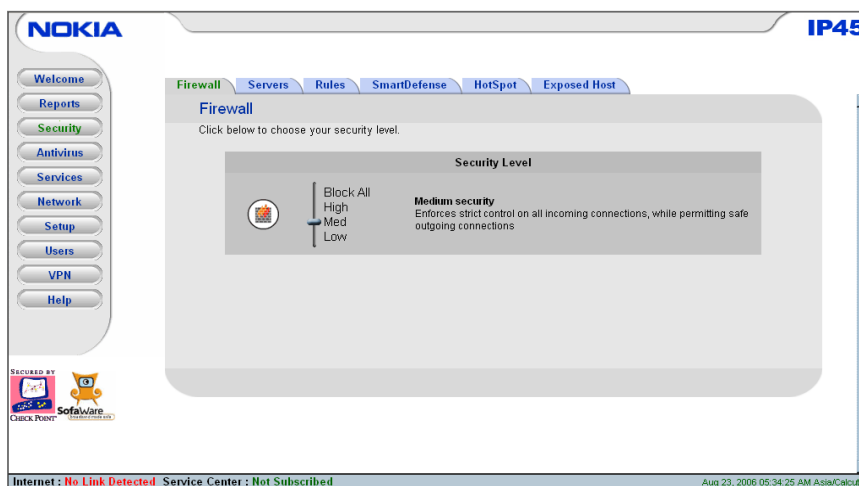 NOKIA
IP45
Welcome
Reports
Security
Antivirus
Services
Network
Setup
Users
VPN
Help
Firewall Servers Rules SmartDefense HotSpot Exposed Host
Firewall
Click below to choose your security level.
Security Level
Block All
High
Med
Low
Medium security
Enforces strict control on all incoming connections, while permitting safe
outgoing connections
SECURED BY
CHECK POINT
SofaWare
Internet : No Link Detected Service Center : Not Subscribed
Aug 23, 2006 05:34:25 AM Asia/Calcut